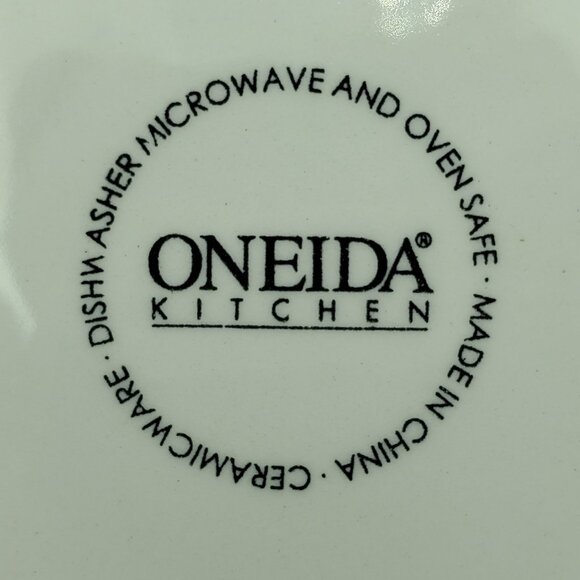 DISHWASHER MICROWAVE AND OVEN SAFE · MADE IN CHINA · CERAMICWARE ·
ONEIDA®
KITCHEN